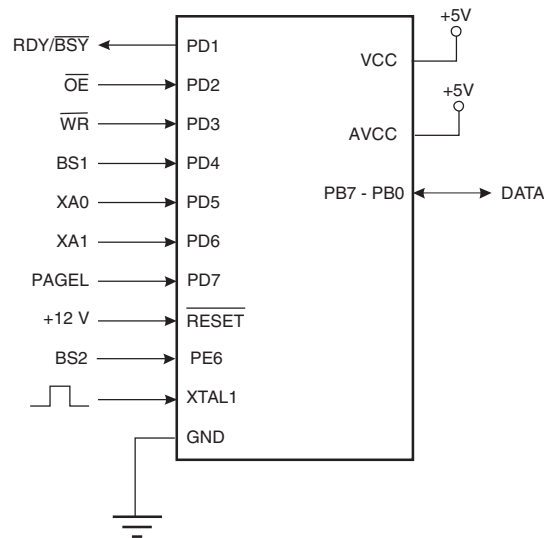 +5V
RDY/BSY PD1 VCC
OE PD2 +5V
WR PD3 AVCC
BS1 PD4
XA0 PD5 PB7 - PB0 DATA
XA1 PD6
PAGEL PD7
+12 V RESET
BS2 PE6
XTAL1
GND